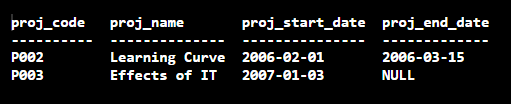 proj_code   proj_name       proj_start_date  proj_end_date
----------  --------------  ---------------  -------------
P002        Learning Curve  2006-02-01       2006-03-15
P003        Effects of IT   2007-01-03       NULL